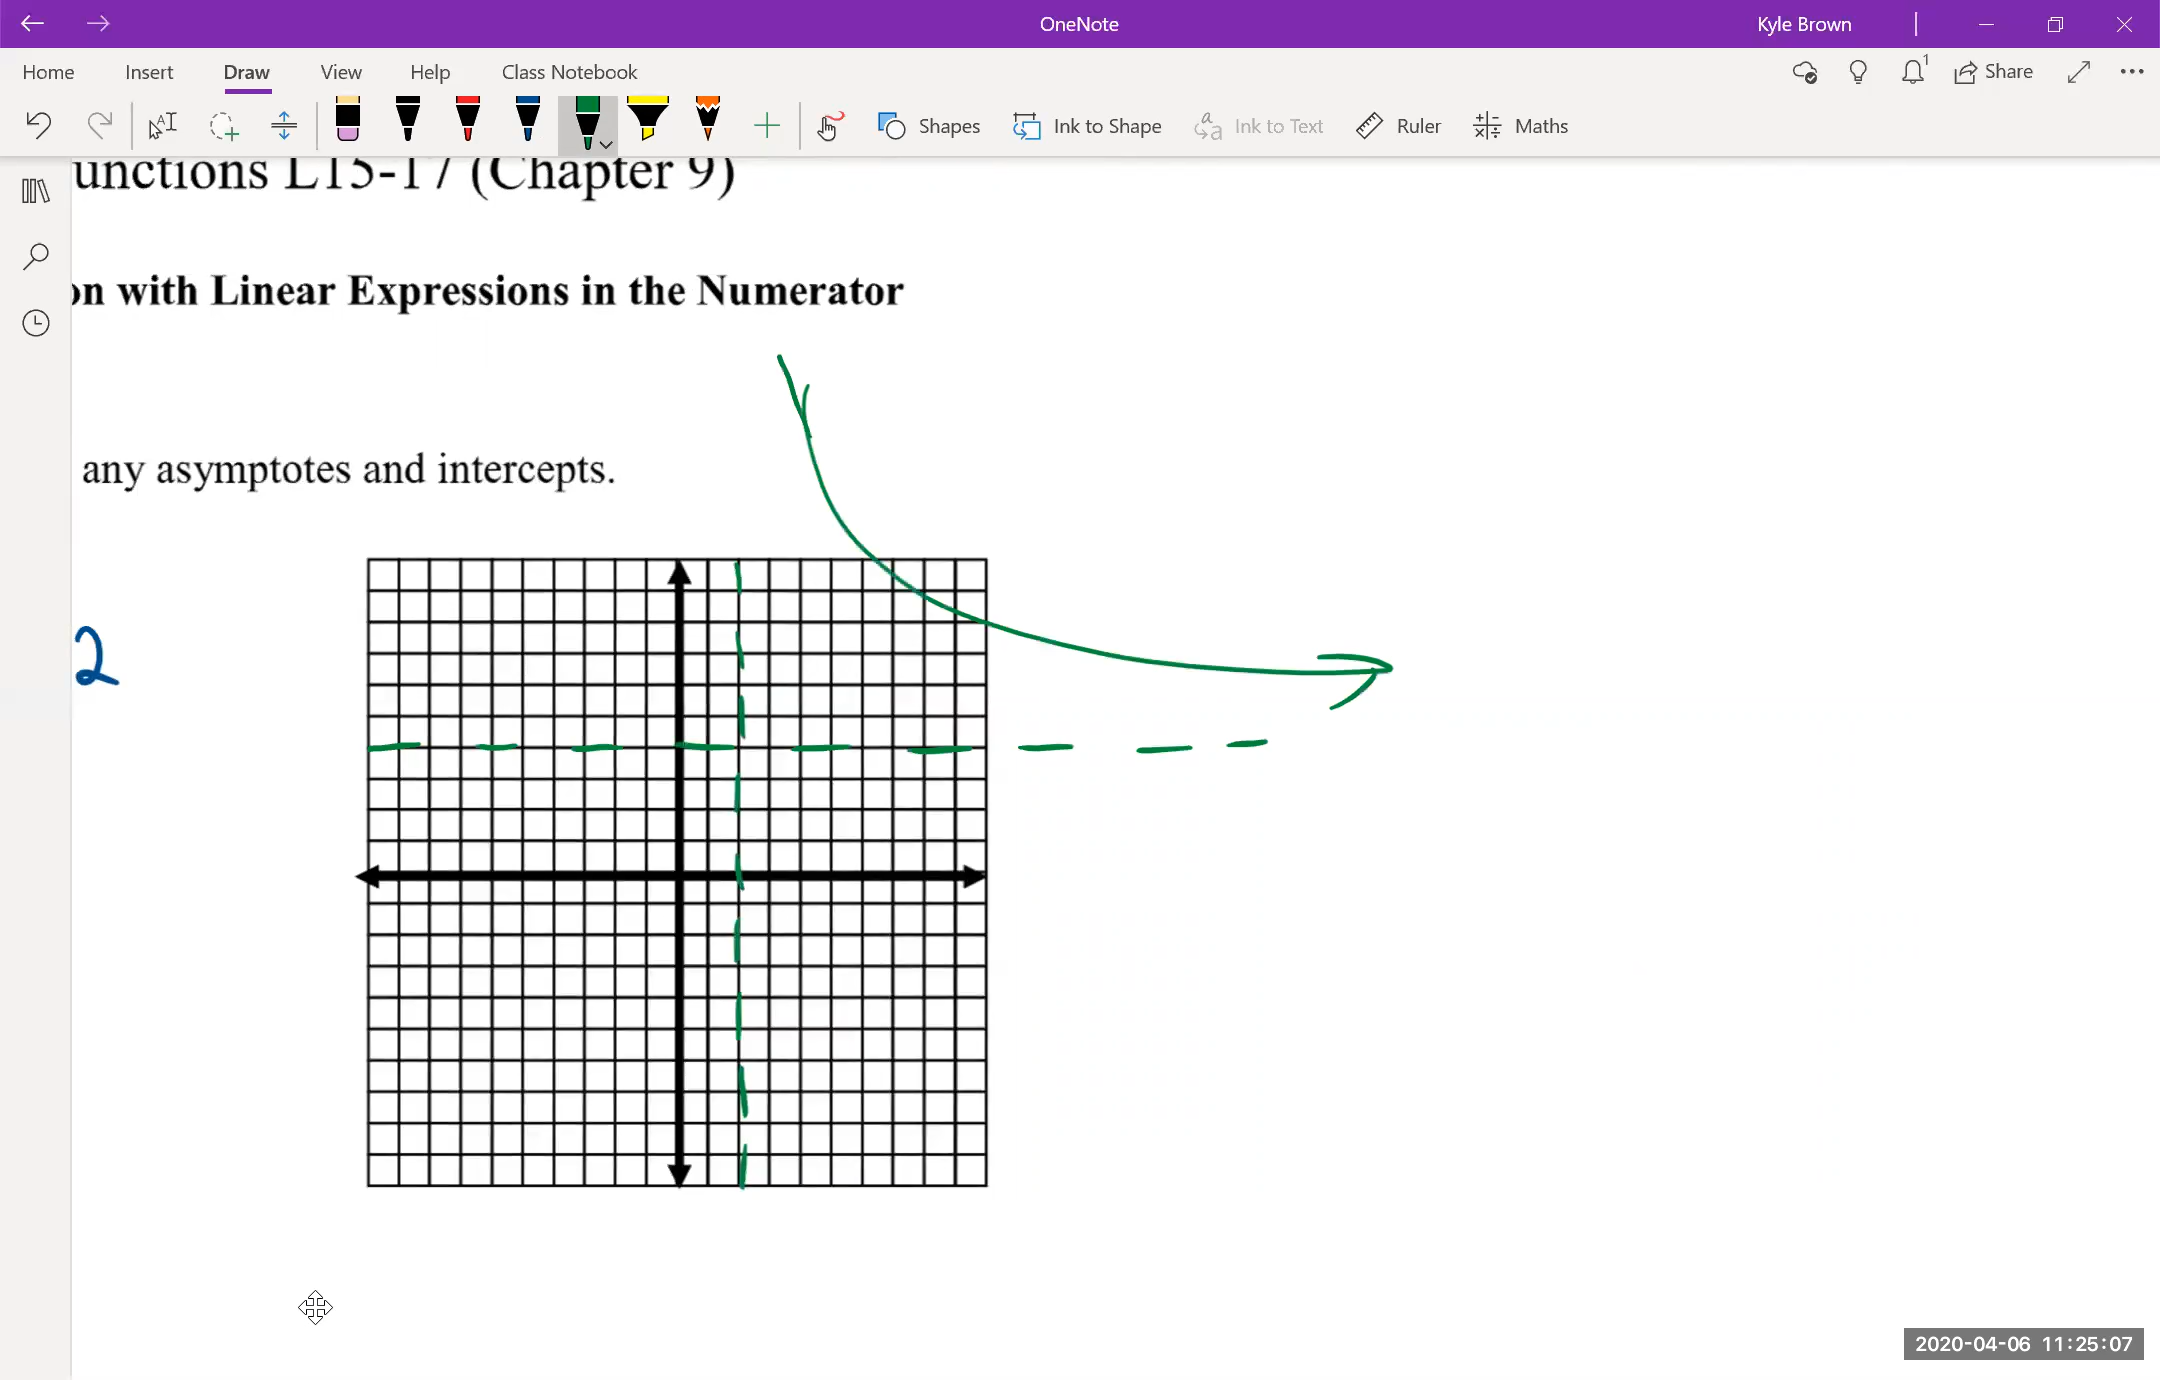 OneNote
Kyle Brown
Home Insert Draw View Help Class Notebook
1 Share
Shapes Ink to Shape Ink to Text Ruler Maths
unctions L15-17 (Chapter 9)
on with Linear Expressions in the Numerator
any asymptotes and intercepts.
2
2020-04-06 11:25:07